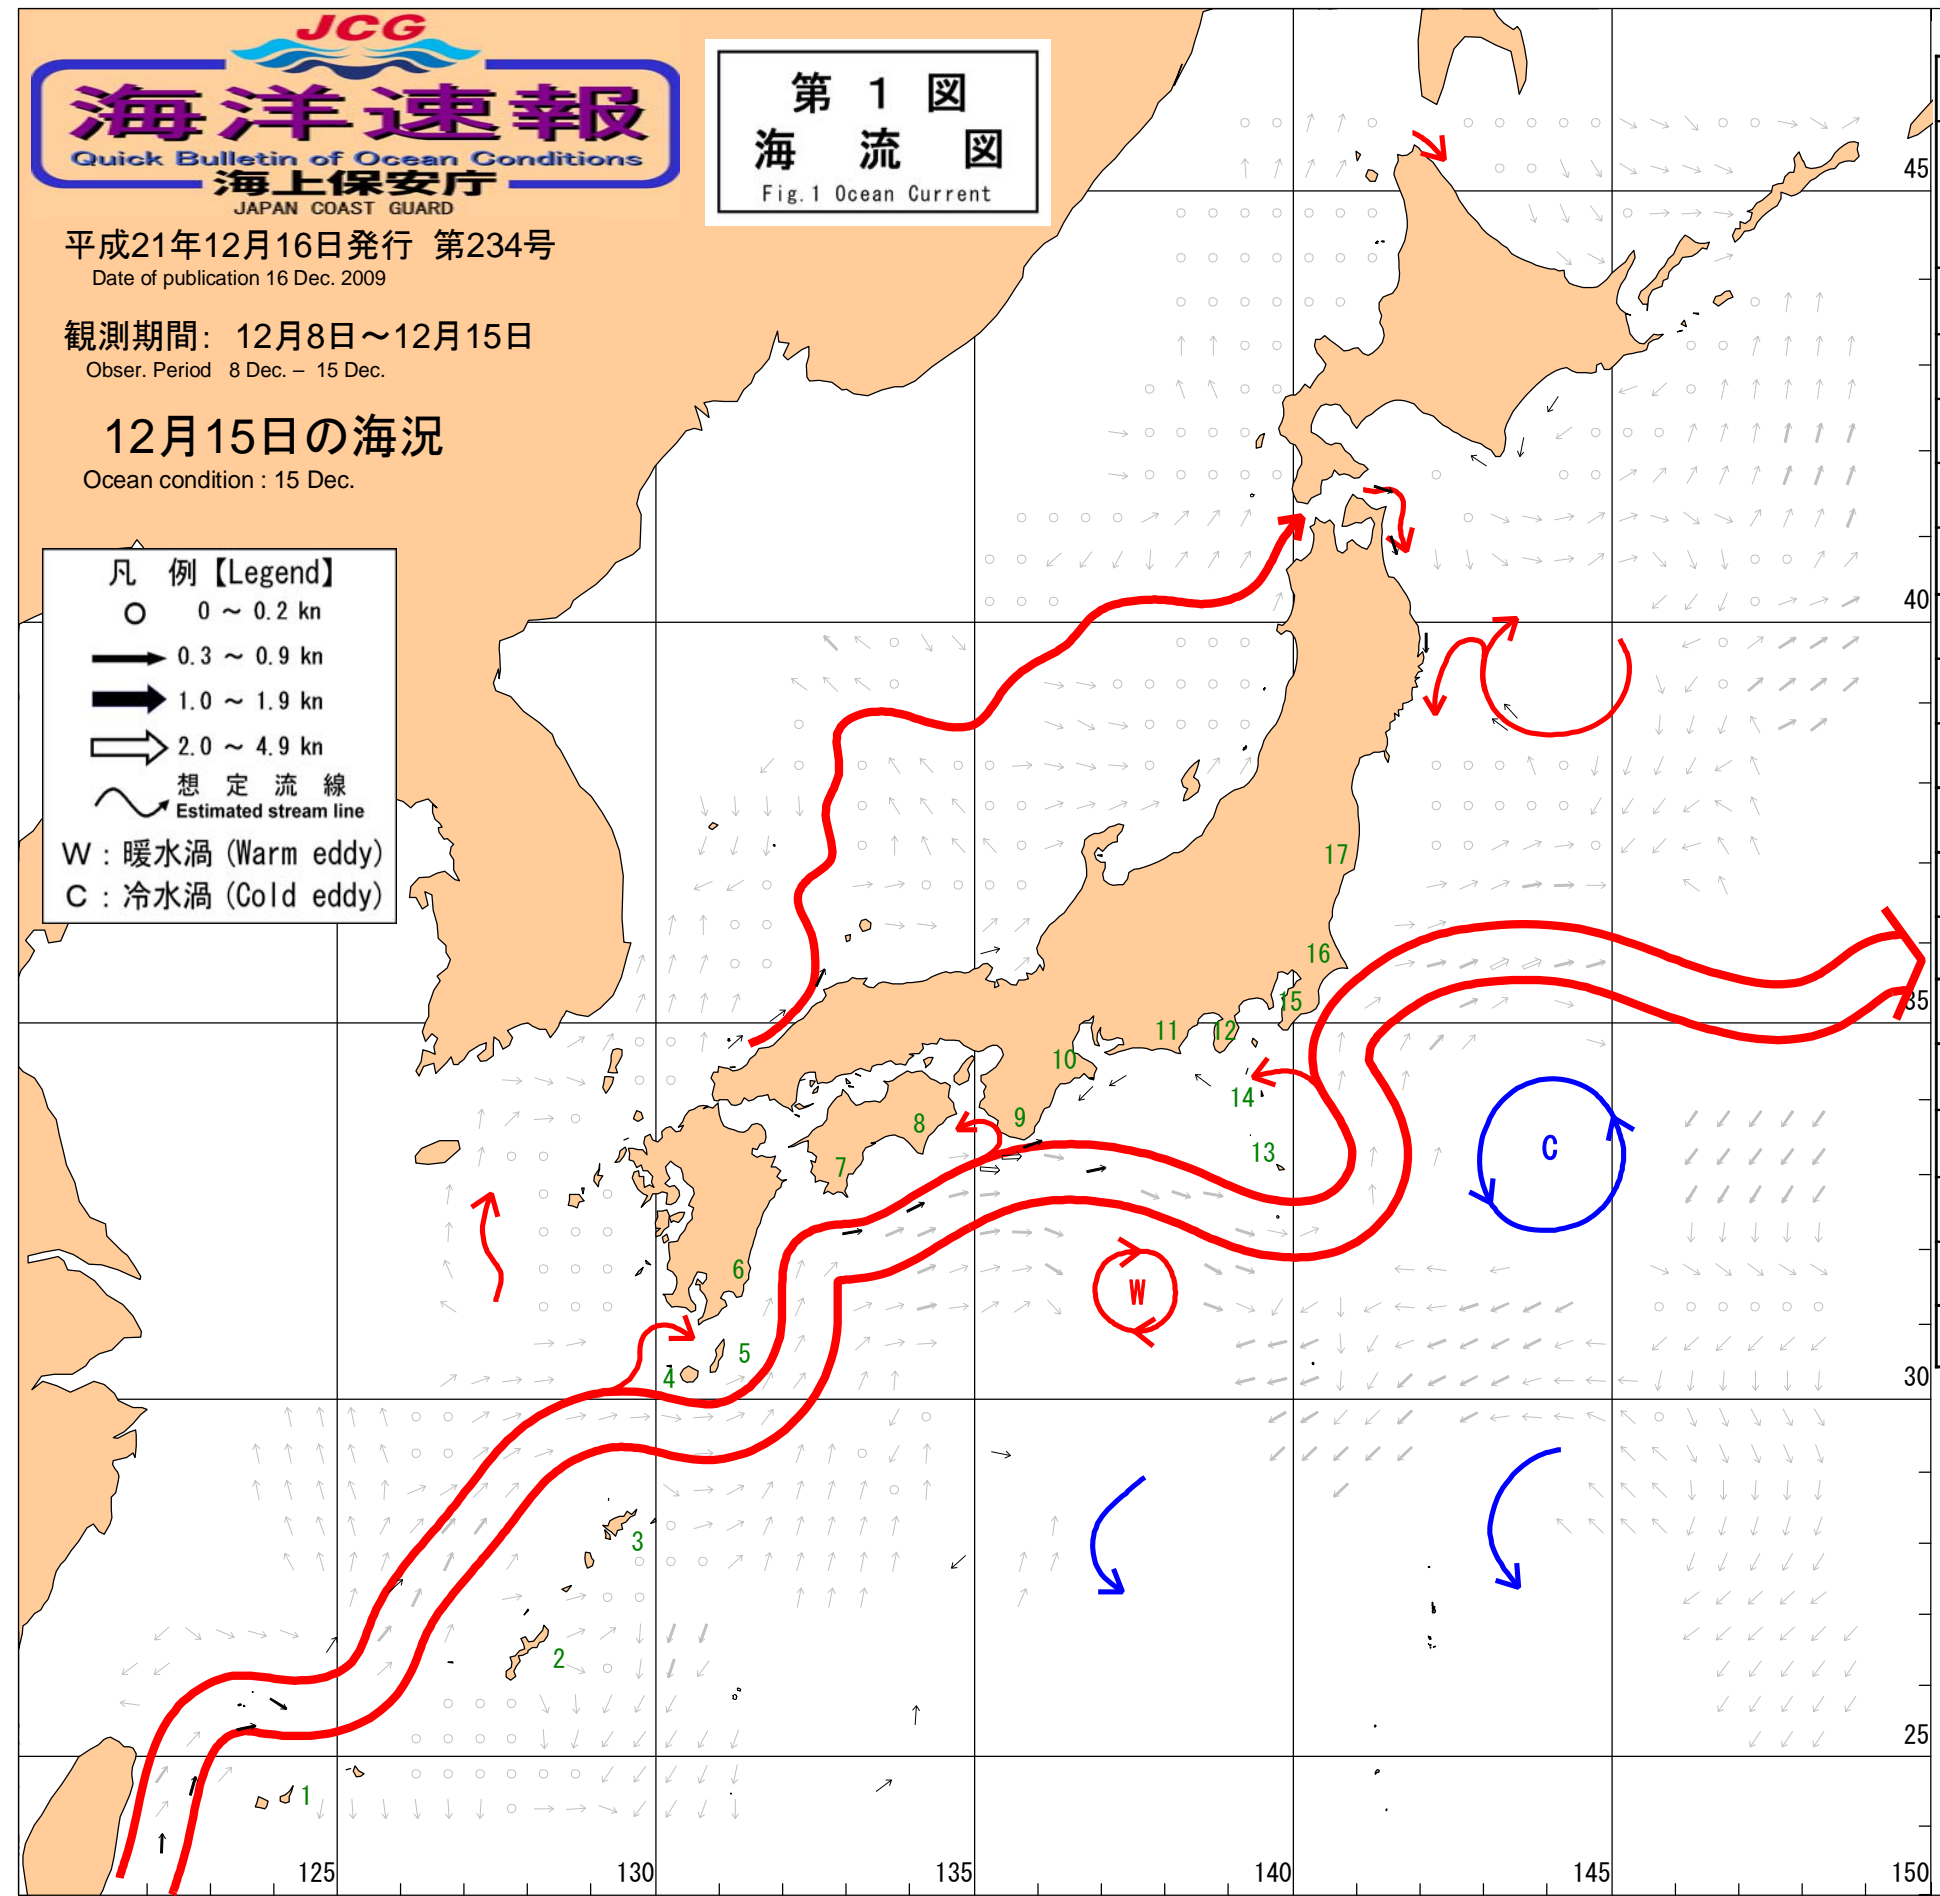 JCG
海洋速報
Quick Bulletin of Ocean Conditions
海上保安庁
JAPAN COAST GUARD
平成21年12月16日発行 第234号
Date of publication 16 Dec. 2009
観測期間: 12月8日～12月15日
Obser. Period 8 Dec. – 15 Dec.
12月15日の海況
Ocean condition : 15 Dec.
第 1 図
海 流 図
Fig.1 Ocean Current
凡 例【Legend】
0 ～ 0.2 kn
0.3 ～ 0.9 kn
1.0 ～ 1.9 kn
2.0 ～ 4.9 kn
想 定 流 線
Estimated stream line
W : 暖水渦 (Warm eddy)
C : 冷水渦 (Cold eddy)
45
40
35
30
25
17
16
15
14
13
12
11
10
9
8
7
6
5
4
3
2
1
C
W
125
130
135
140
145
150